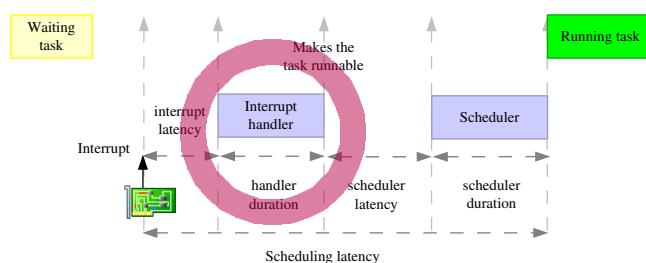 Waiting
task
Makes the
task runnable
Running task
interrupt
latency
Interrupt
handler
Scheduler
Interrupt
handler
duration
scheduler
latency
scheduler
duration
Scheduling latency